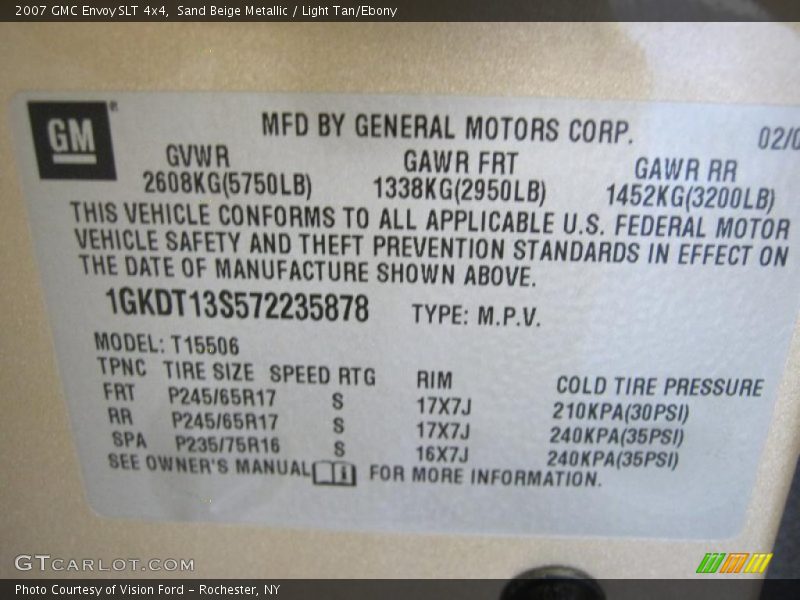 2007 GMC Envoy SLT 4x4,  Sand Beige Metallic / Light Tan/Ebony
GM®
MFD BY GENERAL MOTORS CORP.
02/0
GVWR GAWR FRT GAWR RR
2608KG(5750LB) 1338KG(2950LB) 1452KG(3200LB)
THIS VEHICLE CONFORMS TO ALL APPLICABLE U.S. FEDERAL MOTOR
VEHICLE SAFETY AND THEFT PREVENTION STANDARDS IN EFFECT ON
THE DATE OF MANUFACTURE SHOWN ABOVE.
1GKDT13S572235878 TYPE: M.P.V.
MODEL: T15506
TPNC TIRE SIZE SPEED RTG RIM COLD TIRE PRESSURE
FRT P245/65R17 S 17X7J 210KPA(30PSI)
RR P245/65R17 S 17X7J 240KPA(35PSI)
SPA P235/75R16 S 16X7J 240KPA(35PSI)
SEE OWNER'S MANUAL FOR MORE INFORMATION.
GTCARLOT.COM
Photo Courtesy of Vision Ford – Rochester, NY